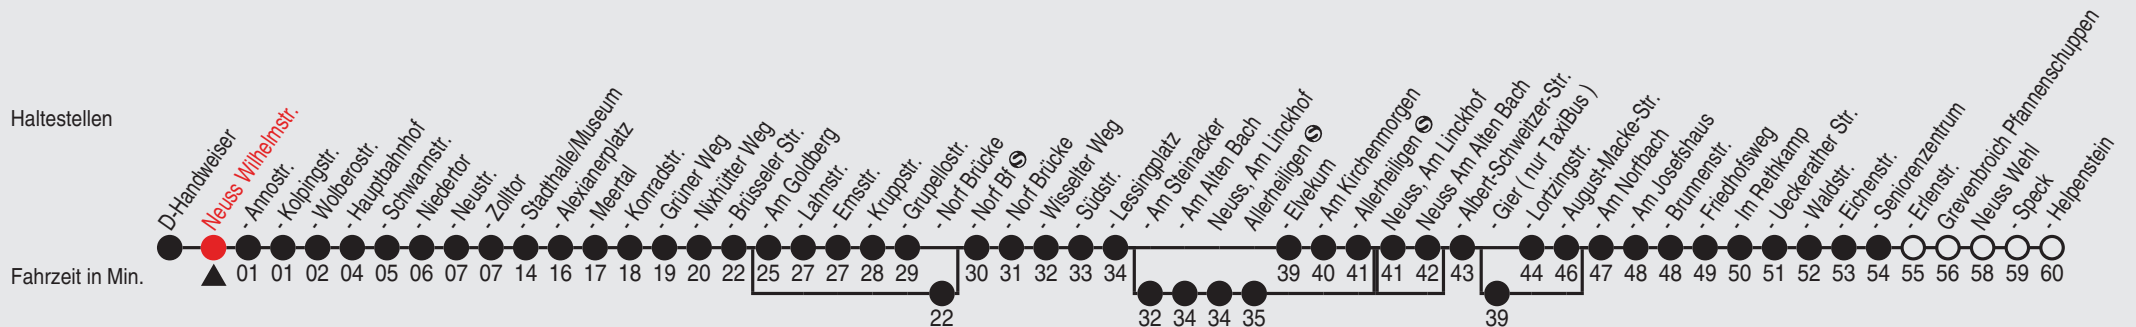 Haltestellen
D-Handweiser
Neuss Wilhelmstr.
- Annostr.
- Kolpingstr.
- Wolberostr.
- Hauptbahnhof
- Schwannstr.
- Niedertor
- Neustr.
- Zolltor
- Stadthalle/Museum
- Alexianerplatz
- Meertal
- Konradstr.
- Grüner Weg
- Nixhütter Weg
- Brüsseler Str.
- Am Goldberg
- Lahnstr.
- Emsstr.
- Kruppstr.
- Grupellostr.
- Norf Brücke
- Norf Bf S
- Norf Brücke
- Wisselter Weg
- Südstr.
- Lessingplatz
- Am Steinacker
- Am Alten Bach
Neuss, Am Linckhof
Allerheiligen S
- Elvekum
- Am Kirchenmorgen
- Allerheiligen S
Neuss, Am Linckhof
Neuss Am Alten Bach
- Albert-Schweitzer-Str.
- Gier ( nur TaxiBus )
- Lortzingstr.
- August-Macke-Str.
- Am Norfbach
- Am Josefshaus
- Brunnenstr.
- Friedhofsweg
- Im Rethkamp
- Ueckerather Str.
- Waldstr.
- Eichenstr.
- Seniorenzentrum
- Erlenstr.
Grevenbroich Pfannenschuppen
Neuss Wehl
- Speck
- Helpenstein
Fahrzeit in Min.
01 01 02 04 05 06 07 07 14 16 17 18 19 20 22 25 27 27 28 29 30 31 32 33 34 39 40 41 41 42 43 44 46 47 48 48 49 50 51 52 53 54 55 56 58 59 60
22 32 34 34 35 39